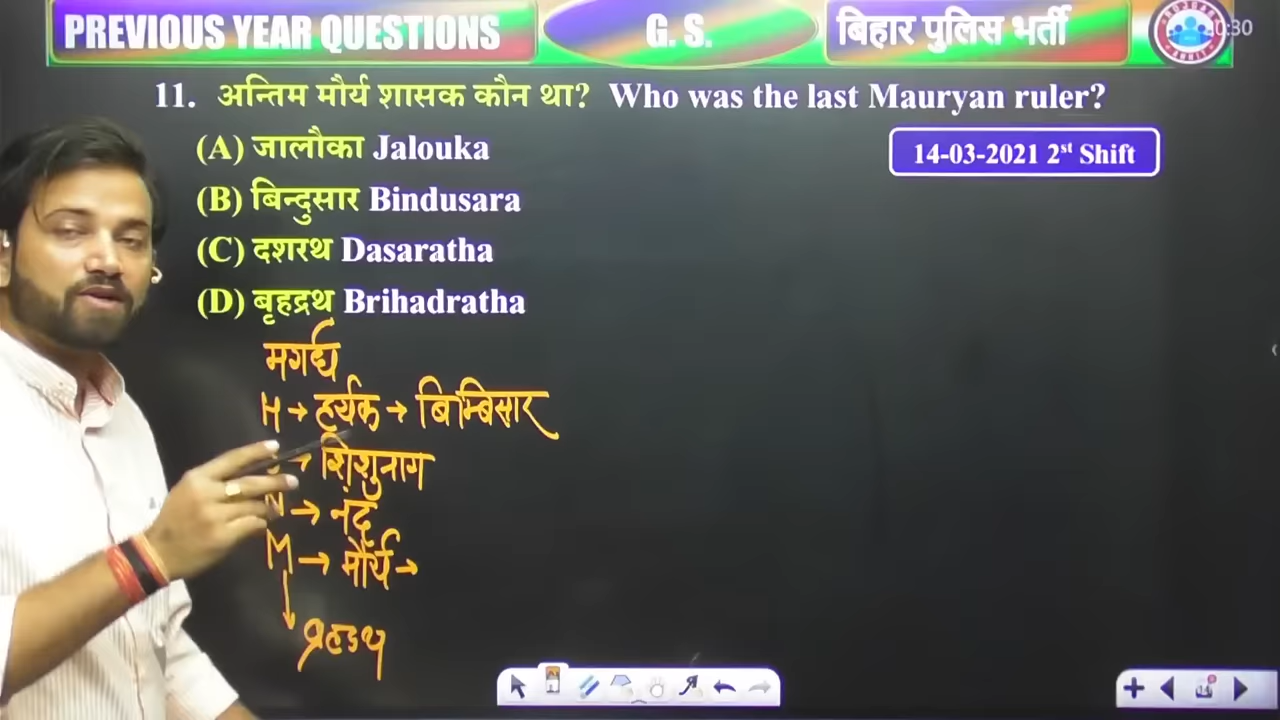 PREVIOUS YEAR QUESTIONS G. S. बिहार पुलिस भर्ती
11. अन्तिम मौर्य शासक कौन था? Who was the last Mauryan ruler?
(A) जालौका Jalouka
14-03-2021 2ˢᵗ Shift
(B) बिन्दुसार Bindusara
(C) दशरथ Dasaratha
(D) बृहद्रथ Brihadratha
मगध
H → हर्यक → बिम्बिसार
→ शिशुनाग
N → नंद
M → मौर्य →